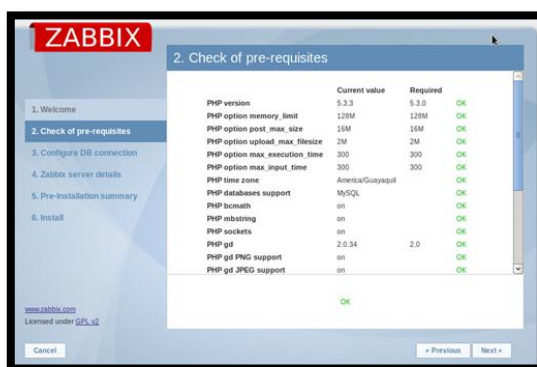 ZABBIX
2. Check of pre-requisites
1. Welcome
2. Check of pre-requisites
3. Configure DB connection
4. Zabbix server details
5. Pre-Installation summary
6. Install
Current value Required
PHP version 5.3.3 5.3.0 OK
PHP option memory_limit 128M 128M OK
PHP option post_max_size 16M 16M OK
PHP option upload_max_filesize 2M 2M OK
PHP option max_execution_time 300 300 OK
PHP option max_input_time 300 300 OK
PHP time zone America/Guayaquil OK
PHP databases support MySQL OK
PHP bcmath on OK
PHP mbstring on OK
PHP sockets on OK
PHP gd 2.0.34 2.0 OK
PHP gd PNG support on OK
PHP gd JPEG support on OK
OK
www.zabbix.com
Licensed under GPL v2
Cancel
« Previous
Next »